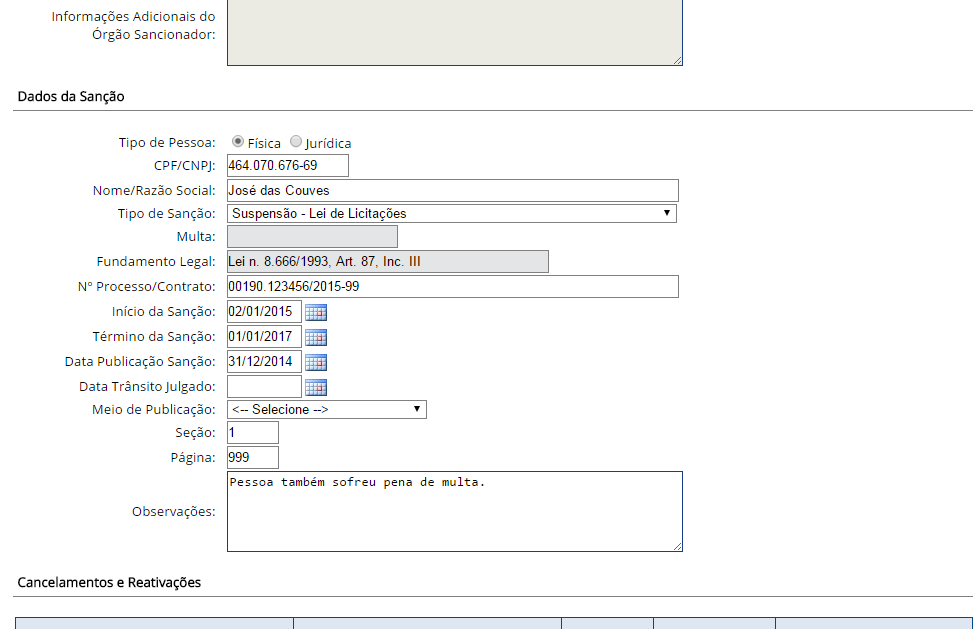 Informações Adicionais do
Órgão Sancionador:
Dados da Sanção
Tipo de Pessoa: Física Jurídica
CPF/CNPJ: 464.070.676-69
Nome/Razão Social: José das Couves
Tipo de Sanção: Suspensão - Lei de Licitações
Multa:
Fundamento Legal: Lei n. 8.666/1993, Art. 87, Inc. III
Nº Processo/Contrato: 00190.123456/2015-99
Início da Sanção: 02/01/2015
Término da Sanção: 01/01/2017
Data Publicação Sanção: 31/12/2014
Data Trânsito Julgado:
Meio de Publicação: <-- Selecione -->
Seção: 1
Página: 999
Pessoa também sofreu pena de multa.
Observações:
Cancelamentos e Reativações